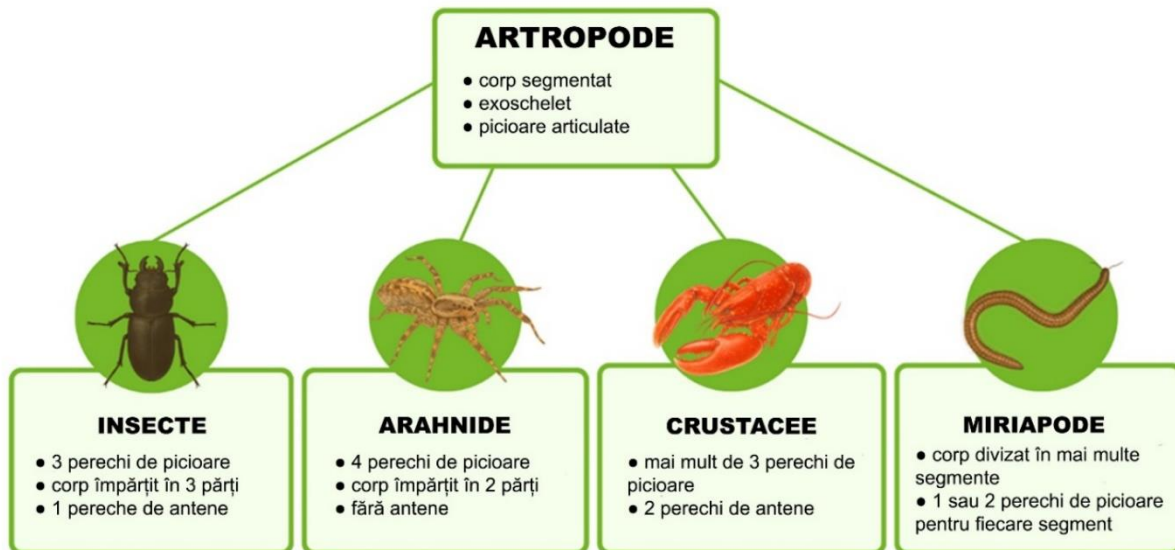 ARTROPODE
● corp segmentat
● exoschelet
● picioare articulate
INSECTE
● 3 perechi de picioare
● corp împărțit în 3 părți
● 1 pereche de antene
ARAHNIDE
● 4 perechi de picioare
● corp împărțit în 2 părți
● fără antene
CRUSTACEE
● mai mult de 3 perechi de
picioare
● 2 perechi de antene
MIRIAPODE
● corp divizat în mai multe
segmente
● 1 sau 2 perechi de picioare
pentru fiecare segment